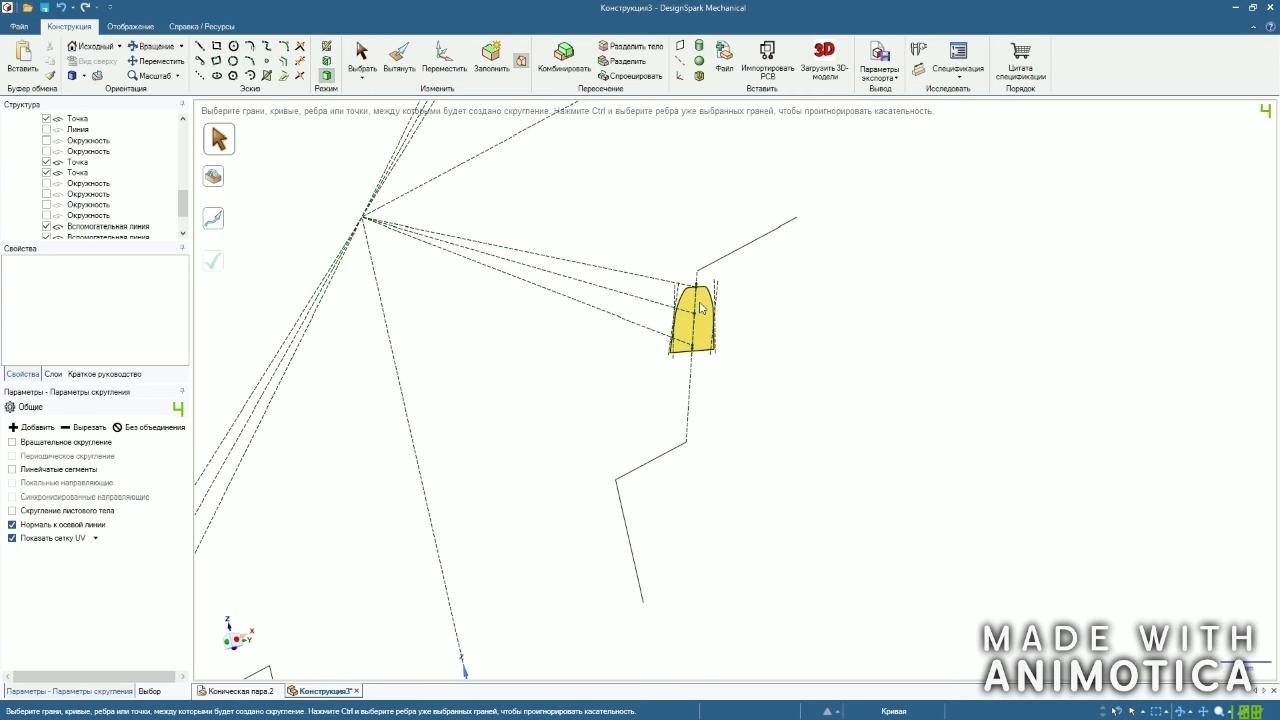 Конструкция3 - DesignSpark Mechanical
Файл Конструкция Отображение Справка / Ресурсы
Вставить
Исходный
Вид сверху
Вращение
Переместить
Масштаб
Выбрать
Вытянуть
Переместить
Заполнить
Комбинировать
Разделить тело
Разделить
Спроецировать
Файл
Импортировать PCB
Загрузить 3D-модели
3D
Параметры экспорта
Спецификация
Цитата спецификации
Буфер обмена Ориентация Эскиз Режим Изменить Пересечение Вставить Вывод Исследовать Порядок
Структура
Точка
Линия
Окружность
Окружность
Точка
Точка
Окружность
Окружность
Окружность
Окружность
Вспомогательная линия
Вспомогательная линия
Свойства
Свойства Слои Краткое руководство
Параметры - Параметры скругления
Общие
4
Добавить Вырезать Без объединения
Вращательное скругление
Периодическое скругление
Линейчатые сегменты
Локальные направляющие
Синхронизированные направляющие
Скругление листового тела
Нормаль к осевой линии
Показать сетку UV
Параметры - Параметры скругления Выбор
Выберите грани, кривые, ребра или точки, между которыми будет создано скругление. Нажмите Ctrl и выберите ребра уже выбранных граней, чтобы проигнорировать касательность.
4
Z
X
Y
Z
MADE WITH
ANIMOTICA
Коническая пара.2 Конструкция3*
Выберите грани, кривые, ребра или точки, между которыми будет создано скругление. Нажмите Ctrl и выберите ребра уже выбранных граней, чтобы проигнорировать касательность.
Кривая